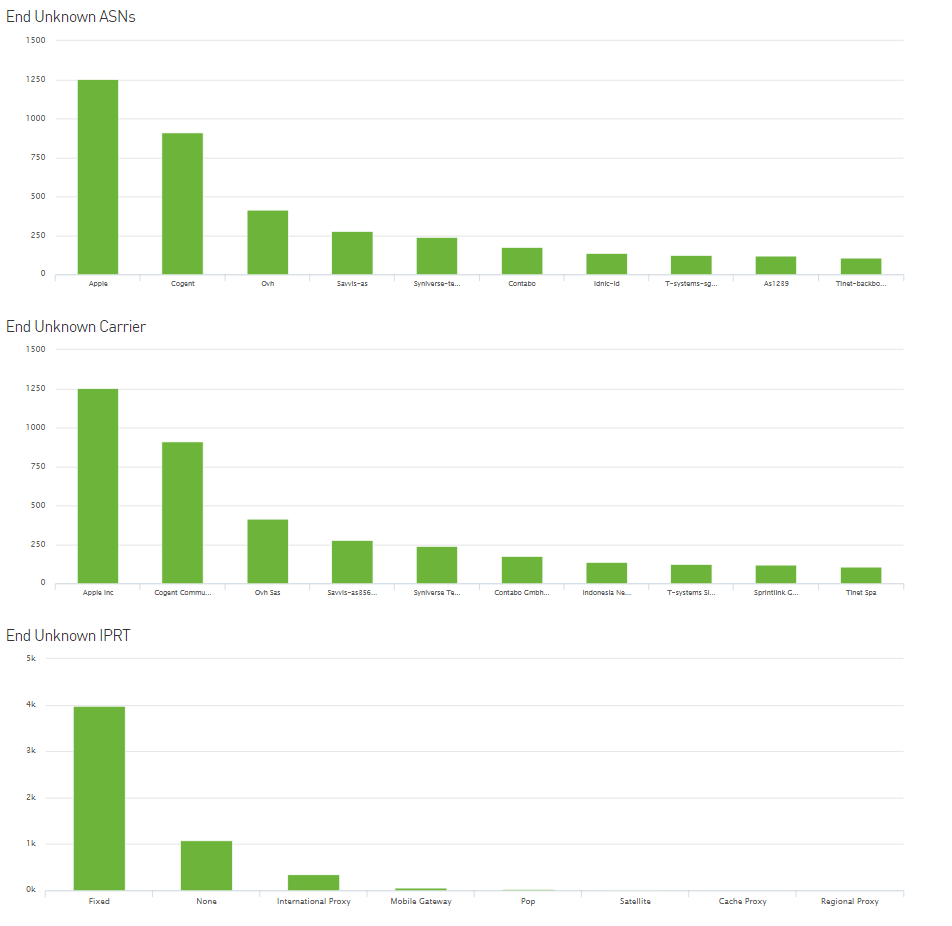 End Unknown ASNs
1500
1250
1000
750
500
250
0
Apple Cogent Ovh Savvis-as Syniverse-te... Contabo Idnic-id T-systems-sg... As1289 Tinet-backbo...
End Unknown Carrier
1500
1250
1000
750
500
250
0
Apple Inc Cogent Commu... Ovh Sas Savvis-as856... Syniverse Te... Contabo Gmbh... Indonesia Ne... T-systems Si... Sprintlink G... Tinet Spa
End Unknown IPRT
5k
4k
3k
2k
1k
0k
Fixed None International Proxy Mobile Gateway Pop Satellite Cache Proxy Regional Proxy